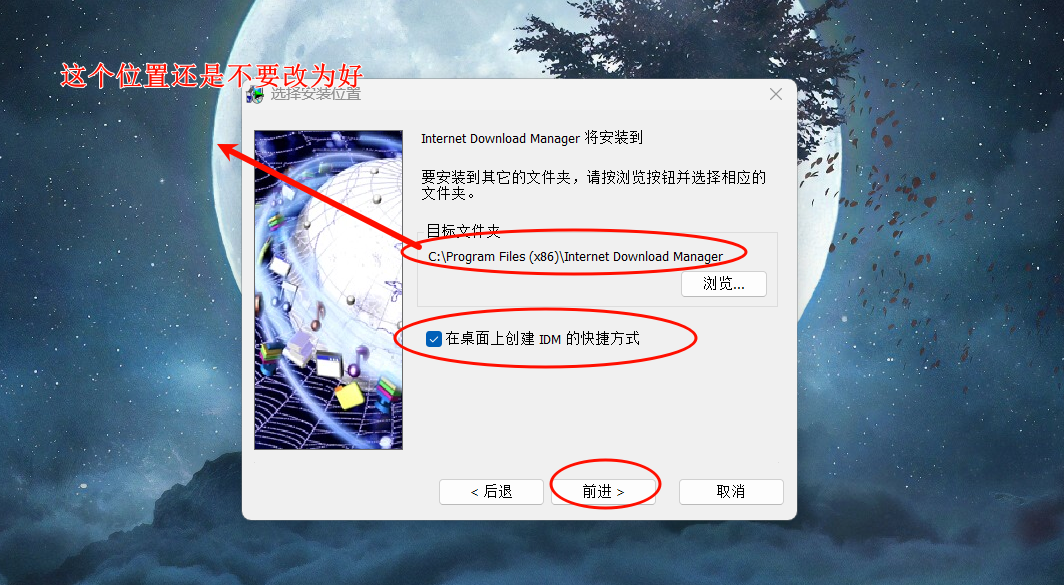 这个位置还是不要改为好
选择安装位置
Internet Download Manager 将安装到
要安装到其它的文件夹，请按浏览按钮并选择相应的
文件夹。
目标文件夹
C:\Program Files (x86)\Internet Download Manager
浏览...
在桌面上创建 IDM 的快捷方式
< 后退
前进 >
取消